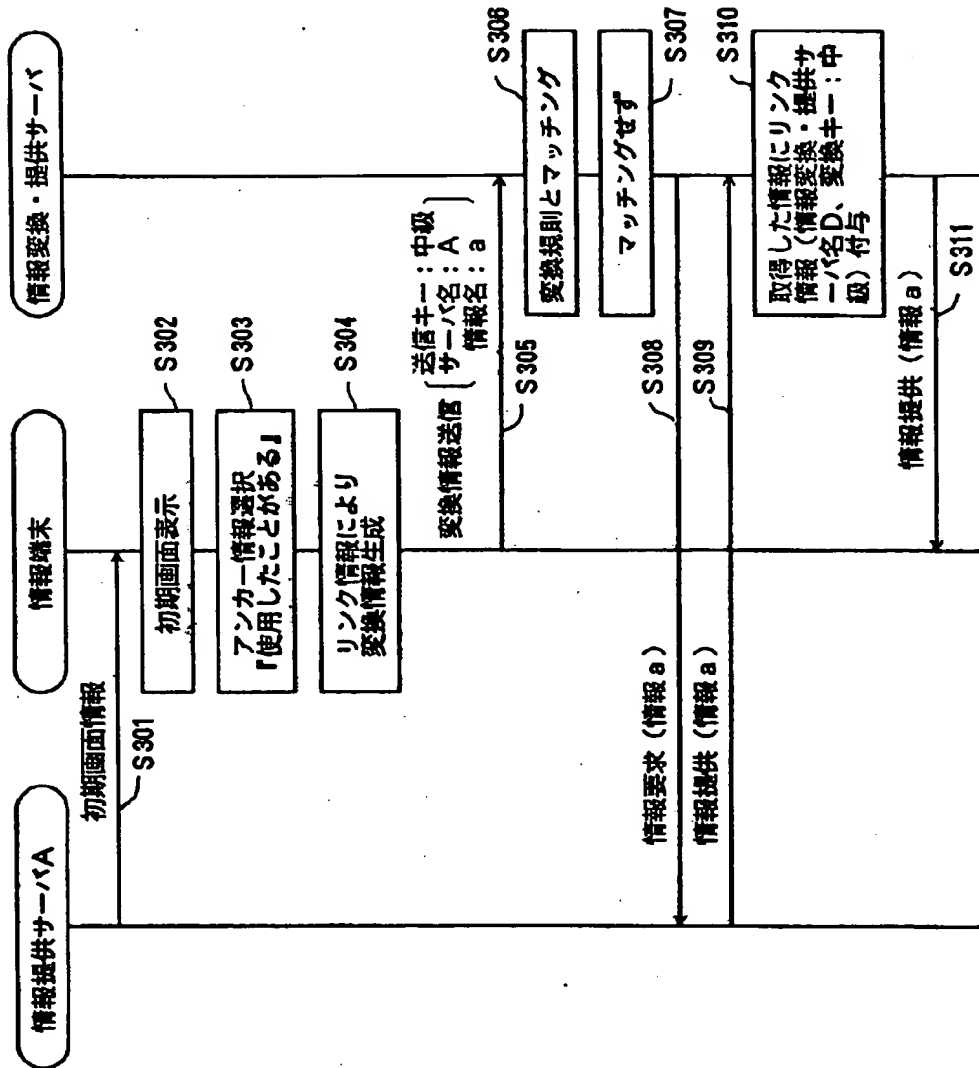 情報提供サーバA
情報端末
情報変換・提供サーバ
初期画面情報
S301
初期画面表示
S302
アンカー情報選択
『使用したことがある』
S303
リンク情報により
変換情報生成
S304
変換情報送信
送信キー:中級
サーバ名:A
情報名:a
S305
変換規則とマッチング
S306
マッチングせず
S307
情報要求(情報a)
S308
情報提供(情報a)
S309
取得した情報にリンク
情報(情報変換・提供サ
ーバ名D、変換キー:中
級)付与
S310
情報提供(情報a)
S311